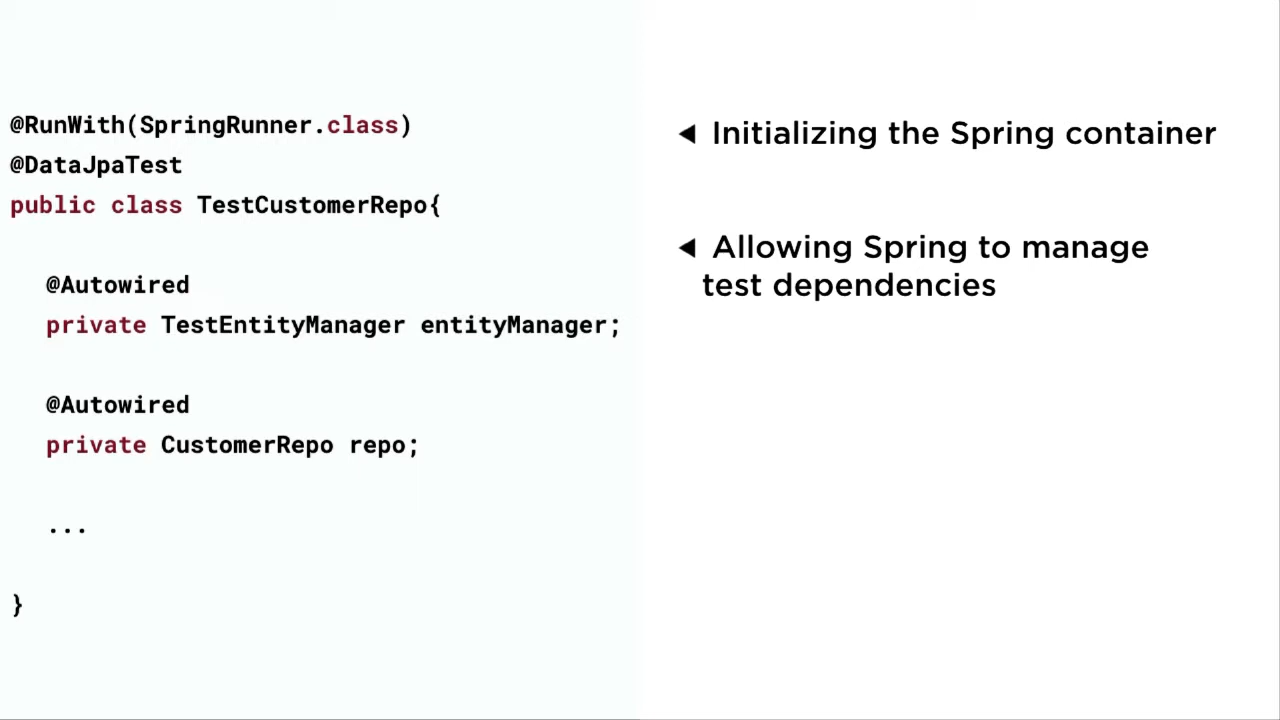 @RunWith(SpringRunner.class)
@DataJpaTest
public class TestCustomerRepo{
@Autowired
private TestEntityManager entityManager;
@Autowired
private CustomerRepo repo;
...
}
◀ Initializing the Spring container
◀ Allowing Spring to manage
test dependencies